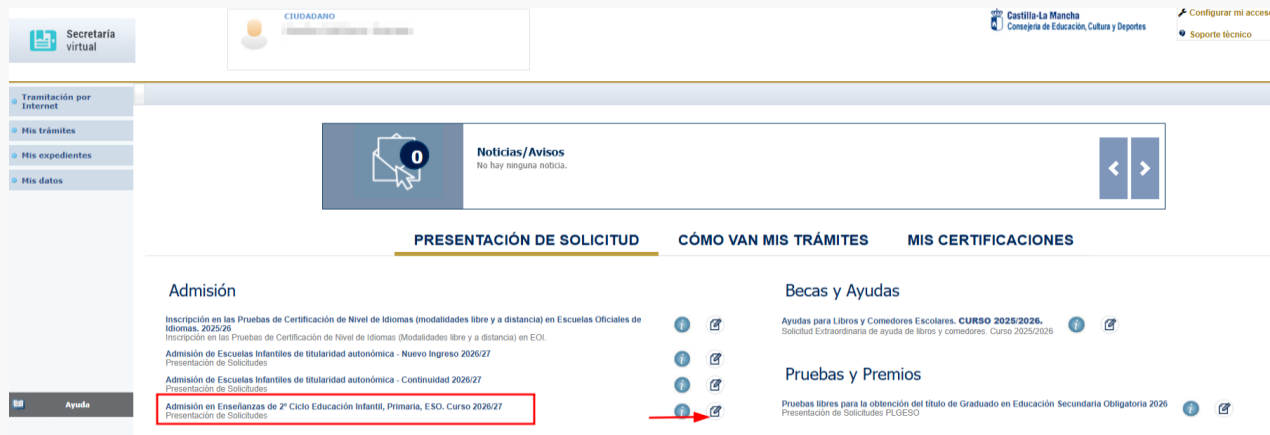 Secretaría
virtual
CIUDADANO
Castilla-La Mancha
Consejería de Educación, Cultura y Deportes
Configurar mi acceso
Soporte técnico
Tramitación por
Internet
Mis trámites
Mis expedientes
Mis datos
Ayuda
0
Noticias/Avisos
No hay ninguna noticia.
PRESENTACIÓN DE SOLICITUD
CÓMO VAN MIS TRÁMITES
MIS CERTIFICACIONES
Admisión
Inscripción en las Pruebas de Certificación de Nivel de Idiomas (modalidades libre y a distancia) en Escuelas Oficiales de
Idiomas. 2025/26
Inscripción en las Pruebas de Certificación de Nivel de Idiomas (Modalidades libre y a distancia) en EOI.
Admisión de Escuelas Infantiles de titularidad autonómica - Nuevo Ingreso 2026/27
Presentación de Solicitudes
Admisión de Escuelas Infantiles de titularidad autonómica - Continuidad 2026/27
Presentación de Solicitudes
Admisión en Enseñanzas de 2º Ciclo Educación Infantil, Primaria, ESO. Curso 2026/27
Presentación de Solicitudes
Becas y Ayudas
Ayudas para Libros y Comedores Escolares. CURSO 2025/2026.
Solicitud Extraordinaria de ayuda de libros y comedores. Curso 2025/2026
Pruebas y Premios
Pruebas libres para la obtención del título de Graduado en Educación Secundaria Obligatoria 2026
Presentación de Solicitudes PLGESO